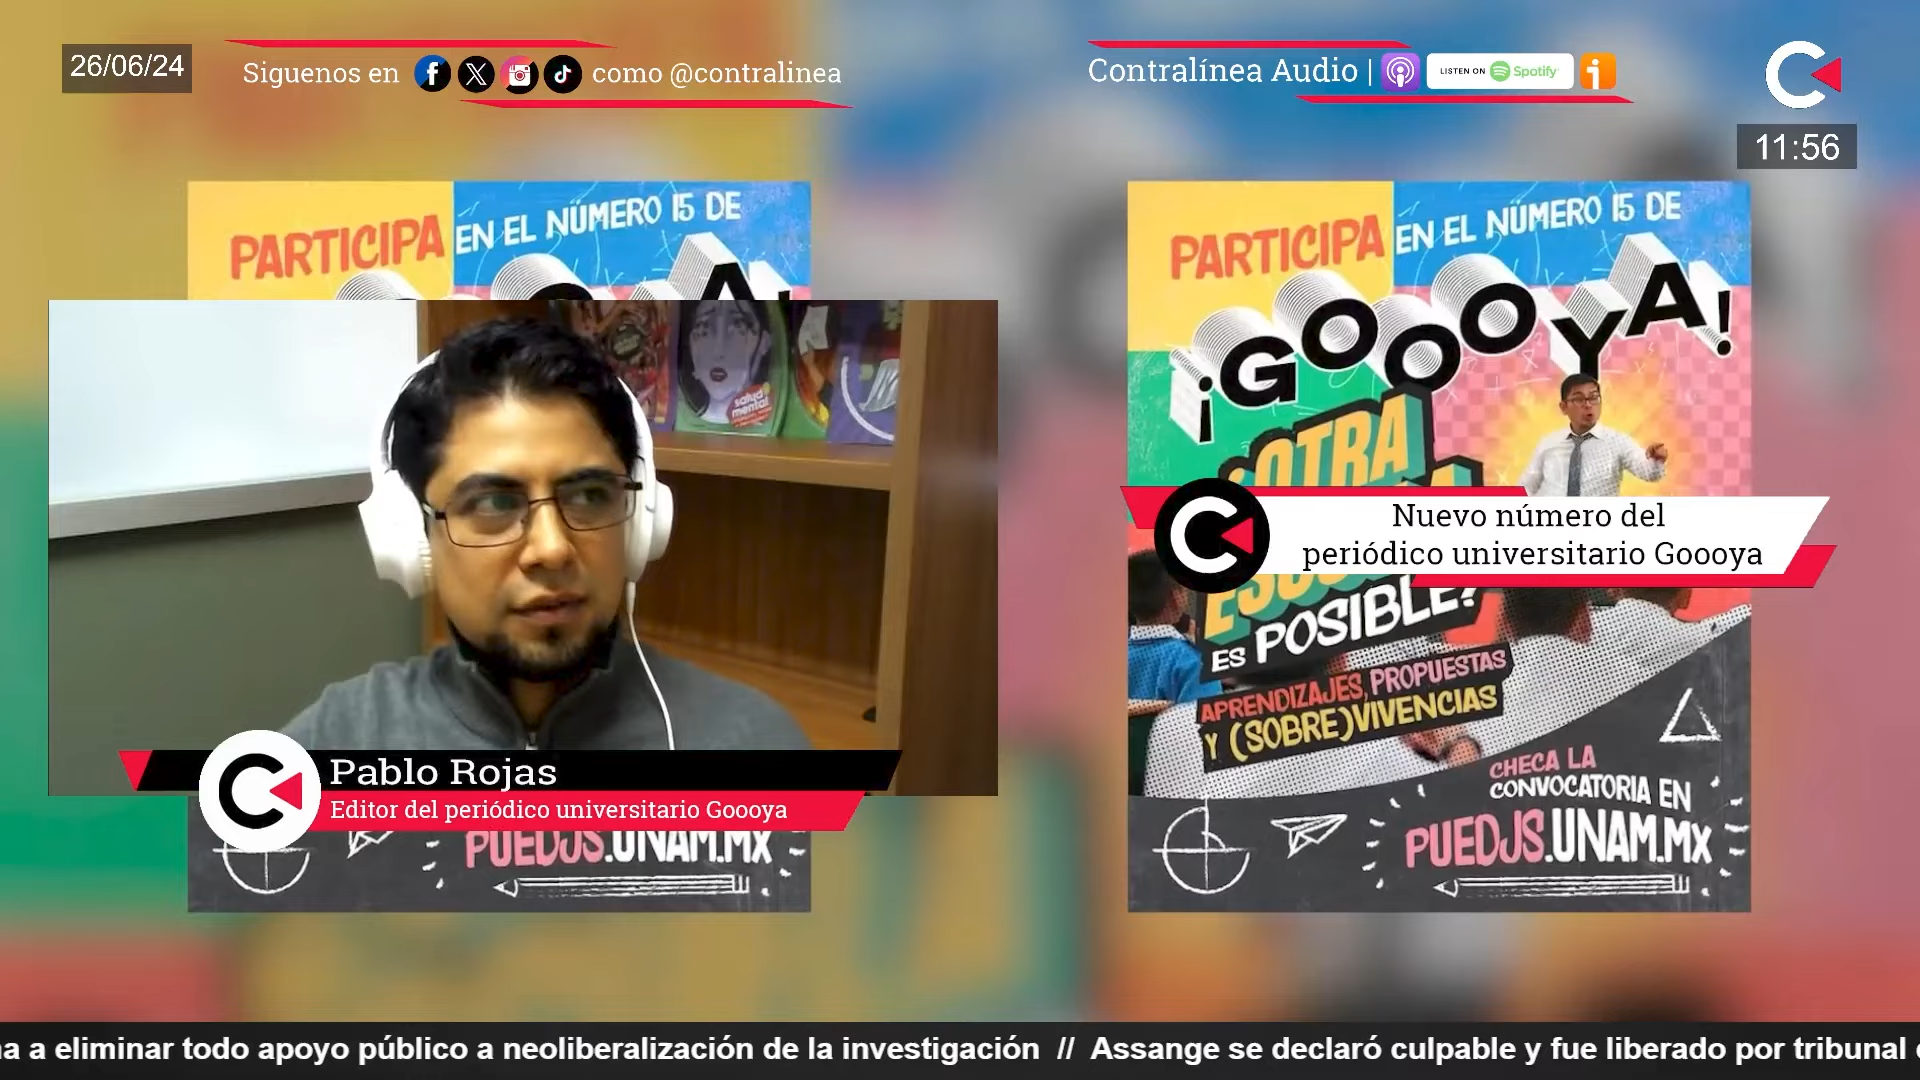 26/06/24
Siguenos en
como @contralinea
Contralínea Audio |
LISTEN ON Spotify
11:56
PARTICIPA EN EL NÚMERO 15 DE
salud mental
Pablo Rojas
Editor del periódico universitario Goooya
PUEDJS.UNAM.MX
PARTICIPA EN EL NÚMERO 15 DE
¡GOOOYA!
¿OTRA
Nuevo número del
periódico universitario Goooya
ES POSIBLE?
APRENDIZAJES, PROPUESTAS
Y (SOBRE)VIVENCIAS
CHECA LA
CONVOCATORIA EN
PUEDJS.UNAM.MX
a a eliminar todo apoyo público a neoliberalización de la investigación // Assange se declaró culpable y fue liberado por tribunal